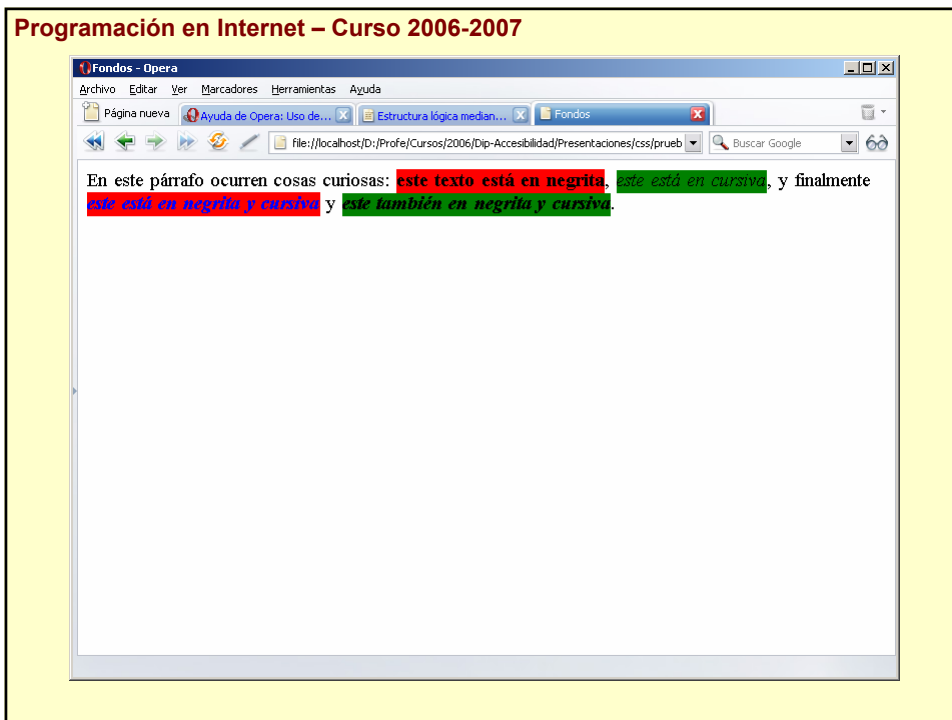 Programación en Internet – Curso 2006-2007
Fondos - Opera
Archivo Editar Ver Marcadores Herramientas Ayuda
Página nueva Ayuda de Opera: Uso de... Estructura lógica median... Fondos
file://localhost/D:/Profe/Cursos/2006/Dip-Accesibilidad/Presentaciones/css/prueb Buscar Google
En este párrafo ocurren cosas curiosas: este texto está en negrita, este está en cursiva, y finalmente
este está en negrita y cursiva y este también en negrita y cursiva.